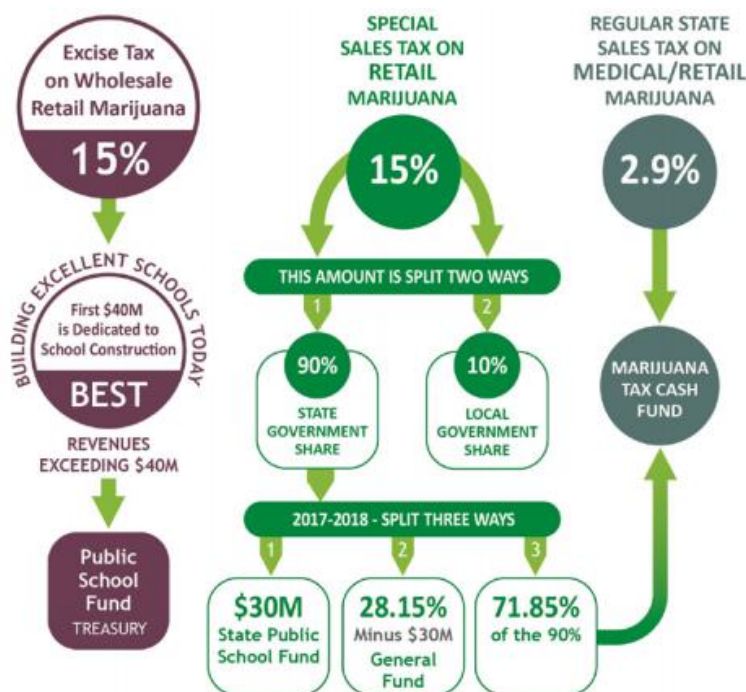 Excise Tax
on Wholesale
Retail Marijuana
15%
BUILDING EXCELLENT SCHOOLS TODAY
First $40M
is Dedicated to
School Construction
BEST
REVENUES
EXCEEDING $40M
Public
School
Fund
TREASURY
SPECIAL
SALES TAX ON
RETAIL
MARIJUANA
15%
THIS AMOUNT IS SPLIT TWO WAYS
1
2
90%
STATE
GOVERNMENT
SHARE
10%
LOCAL
GOVERNMENT
SHARE
2017-2018 - SPLIT THREE WAYS
1
2
3
$30M
State Public
School Fund
28.15%
Minus $30M
General
Fund
71.85%
of the 90%
REGULAR STATE
SALES TAX ON
MEDICAL/RETAIL
MARIJUANA
2.9%
MARIJUANA
TAX CASH
FUND